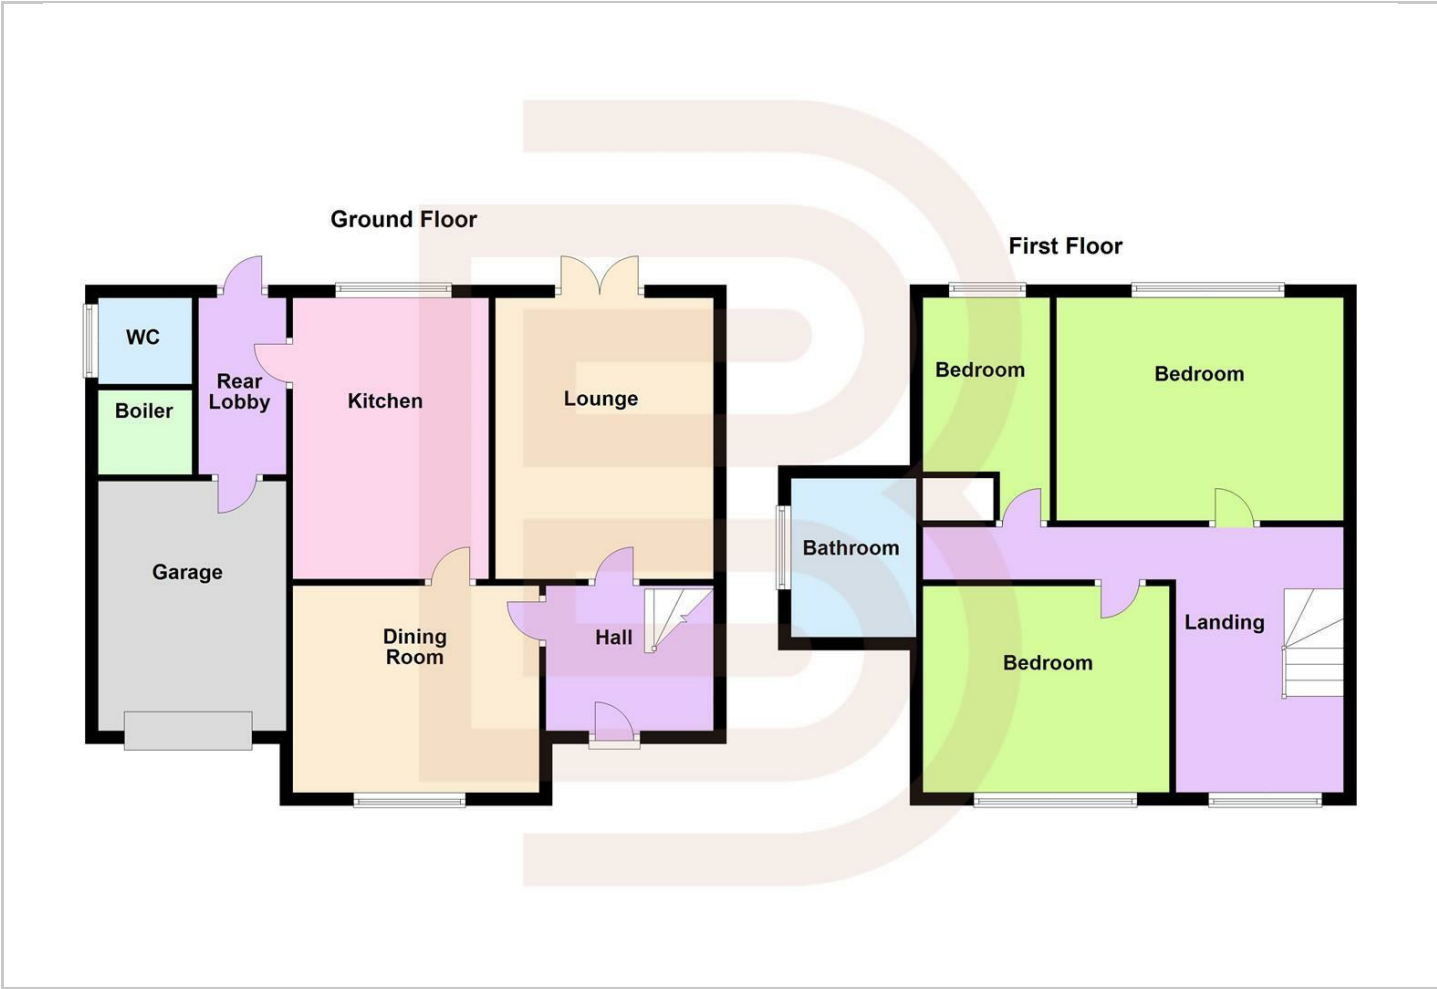 Ground Floor
WC
Boiler
Rear
Lobby
Kitchen
Lounge
Garage
Dining
Room
Hall
First Floor
Bedroom
Bedroom
Bathroom
Landing
Bedroom